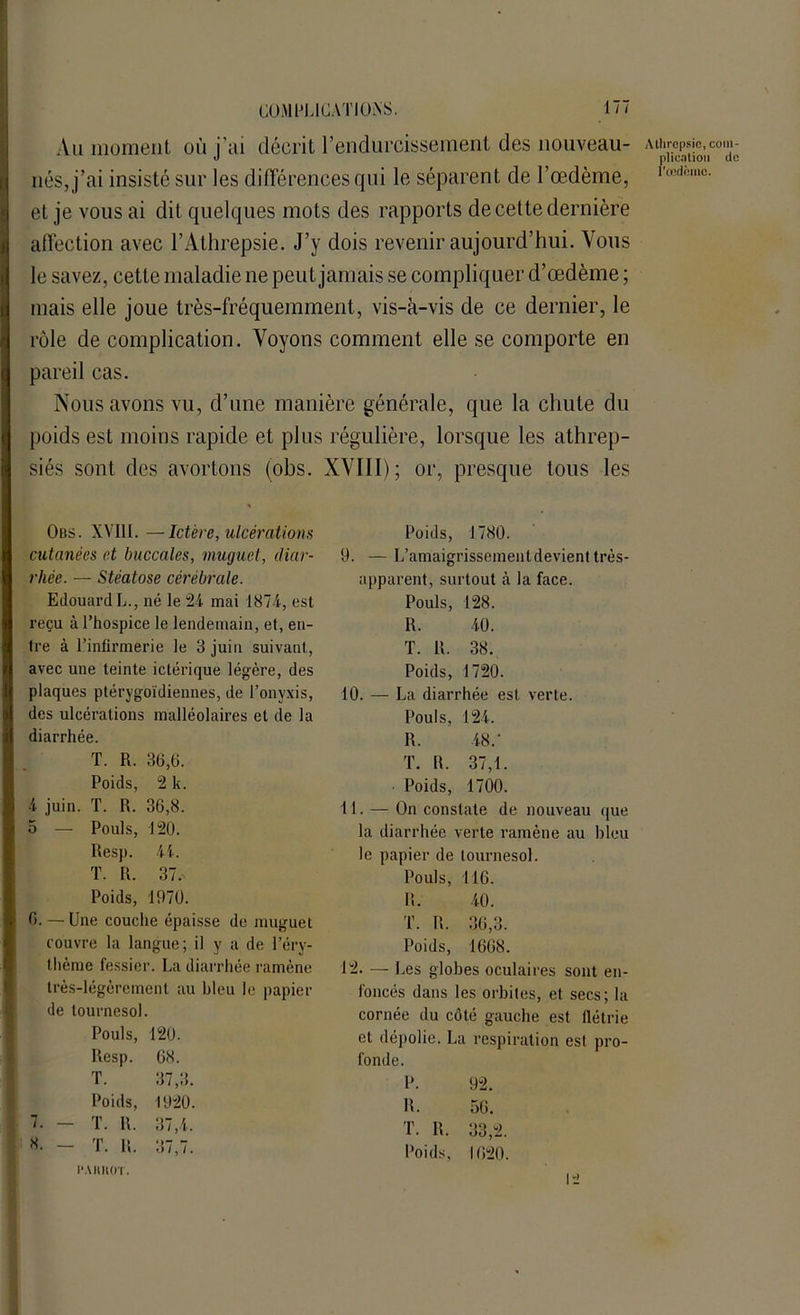 COMPLICATIONS. 177
Au moment où j'ai décrit l'endurcissement des nouveau-
nés, j'ai insisté sur les différences qui le séparent de l'œdème,
et je vous ai dit quelques mots des rapports de cette dernière
affection avec l'Athrepsie. J'y dois revenir aujourd'hui. Vous
le savez, cette maladie ne peut jamais se compliquer d'œdème;
mais elle joue très-fréquemment, vis-à-vis de ce dernier, le
rôle de complication. Voyons comment elle se comporte en
pareil cas.
Athrepsie, com-
plication de
l'œdème.
Nous avons vu, d'une manière générale, que la chute du
poids est moins rapide et plus régulière, lorsque les athrep-
siés sont des avortons (obs. XVIII); or, presque tous les
Obs. XVIII. — Ictère, ulcérations
cutanées et buccales, muguet, diar-
rhée. — Stéatose cérébrale.
Edouard L., né le 24 mai 1874, est
reçu à l'hospice le lendemain, et, en-
tre à l'infirmerie le 3 juin suivant,
avec une teinte ictérique légère, des
plaques ptérygoïdiennes, de l'onyxis,
des ulcérations malléolaires et de la
diarrhée.
T. R. 36,6.
Poids, 2 k.
4 juin. T. R. 36,8.
5 — Pouls, 120.
Resp. 44.
T. R. 37.
Poids, 1970.
6. — Une couche épaisse de muguet
couvre la langue; il y a de l'éry-
thème fessier. La diarrhée ramène
très-légèrement au bleu le papier
de tournesol.
Pouls, 120.
Resp. 68.
T. 37,3.
Poids, 1920.
7. — T. R. 37,4.
8. — T. R. 37,7.
PARROT.
Poids, 1780.
9. — L'amaigrissement devient très-
apparent, surtout à la face.
Pouls, 128.
R. 40.
T. R. 38.
Poids, 1720.
10. — La diarrhée est verte.
Pouls, 124.
R. 48.
T. R. 37,1.
Poids, 1700.
11. — On constate de nouveau que
la diarrhée verte ramène au bleu
le papier de tournesol.
Pouls, 116.
R. 40.
T. R. 36,3.
Poids, 1668.
12. — Les globes oculaires sont en-
foncés dans les orbites, et secs; la
cornée du côté gauche est flétrie
et dépolie. La respiration est pro-
fonde.
P. 92.
R. 56.
T. R. 33,2.
Poids, 1620.
12